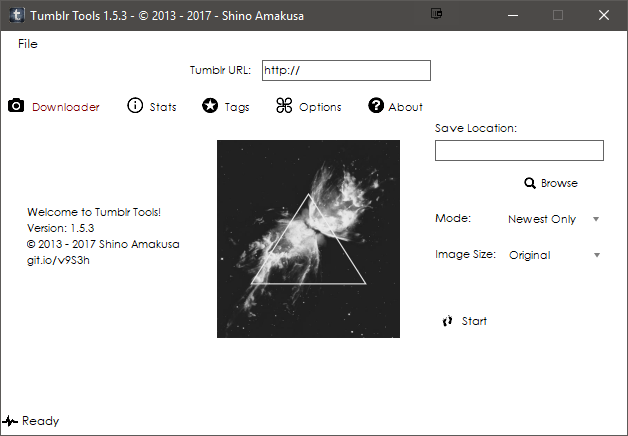 Tumblr Tools 1.5.3 - © 2013 - 2017 - Shino Amakusa
File
Tumblr URL: http://
Downloader Stats Tags Options About
Save Location:
Browse
Welcome to Tumblr Tools!
Version: 1.5.3
© 2013 - 2017 Shino Amakusa
git.io/v9S3h
Mode: Newest Only
Image Size: Original
Start
Ready